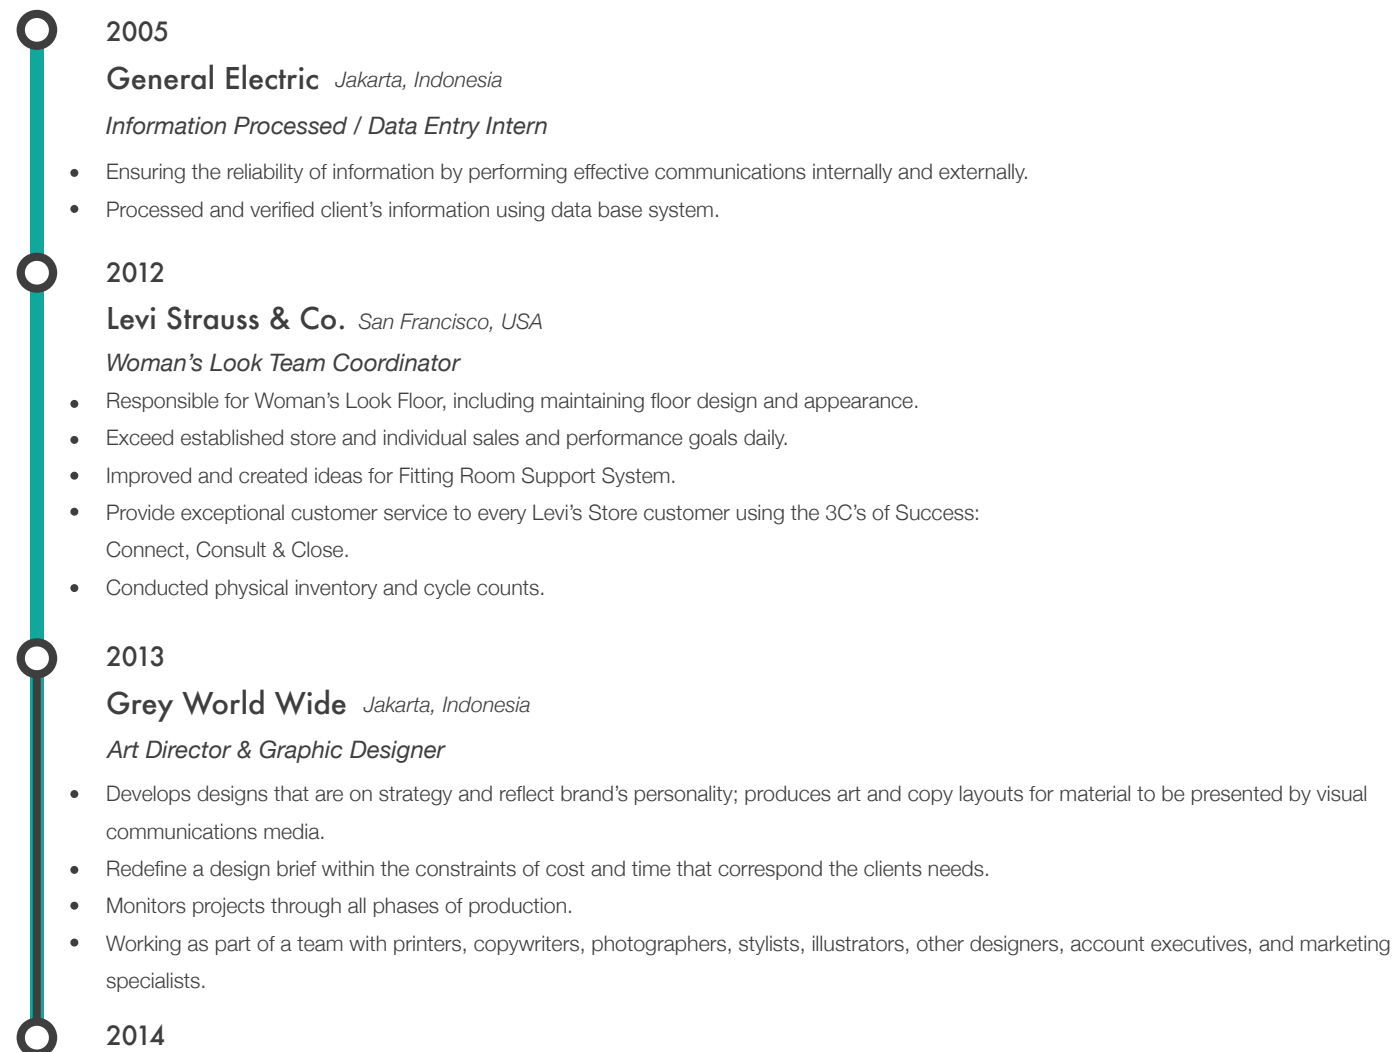 2005
General Electric Jakarta, Indonesia
Information Processed / Data Entry Intern
• Ensuring the reliability of information by performing effective communications internally and externally.
• Processed and verified client’s information using data base system.
2012
Levi Strauss & Co. San Francisco, USA
Woman’s Look Team Coordinator
• Responsible for Woman’s Look Floor, including maintaining floor design and appearance.
• Exceed established store and individual sales and performance goals daily.
• Improved and created ideas for Fitting Room Support System.
• Provide exceptional customer service to every Levi’s Store customer using the 3C’s of Success:
Connect, Consult & Close.
• Conducted physical inventory and cycle counts.
2013
Grey World Wide Jakarta, Indonesia
Art Director & Graphic Designer
• Develops designs that are on strategy and reflect brand’s personality; produces art and copy layouts for material to be presented by visual
communications media.
• Redefine a design brief within the constraints of cost and time that correspond the clients needs.
• Monitors projects through all phases of production.
• Working as part of a team with printers, copywriters, photographers, stylists, illustrators, other designers, account executives, and marketing
specialists.
2014